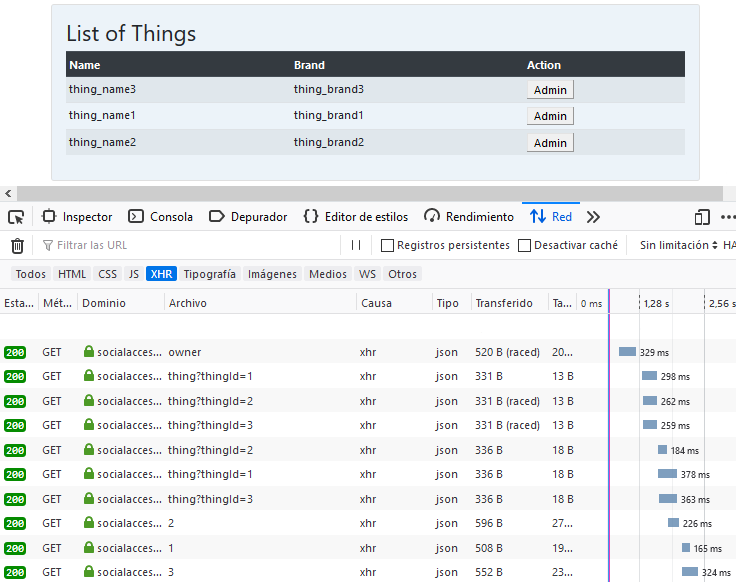 List of Things
Name Brand Action
thing_name3 thing_brand3 Admin
thing_name1 thing_brand1 Admin
thing_name2 thing_brand2 Admin
Inspector Consola Depurador {} Editor de estilos Rendimiento Red
Filtrar las URL Registros persistentes Desactivar caché Sin limitación HA
Todos HTML CSS JS XHR Tipografía Imágenes Medios WS Otros
Esta... Mét... Dominio Archivo Causa Tipo Transferido Ta... 0 ms 1,28 s 2,56 s
200 GET socialacces... owner xhr json 520 B (raced) 20... 329 ms
200 GET socialacces... thing?thingId=1 xhr json 331 B 13 B 298 ms
200 GET socialacces... thing?thingId=2 xhr json 331 B (raced) 13 B 262 ms
200 GET socialacces... thing?thingId=3 xhr json 331 B (raced) 13 B 259 ms
200 GET socialacces... thing?thingId=2 xhr json 336 B 18 B 184 ms
200 GET socialacces... thing?thingId=1 xhr json 336 B 18 B 378 ms
200 GET socialacces... thing?thingId=3 xhr json 336 B 18 B 363 ms
200 GET socialacces... 2 xhr json 596 B 27... 226 ms
200 GET socialacces... 1 xhr json 508 B 19... 165 ms
200 GET socialacces... 3 xhr json 552 B 23... 324 ms